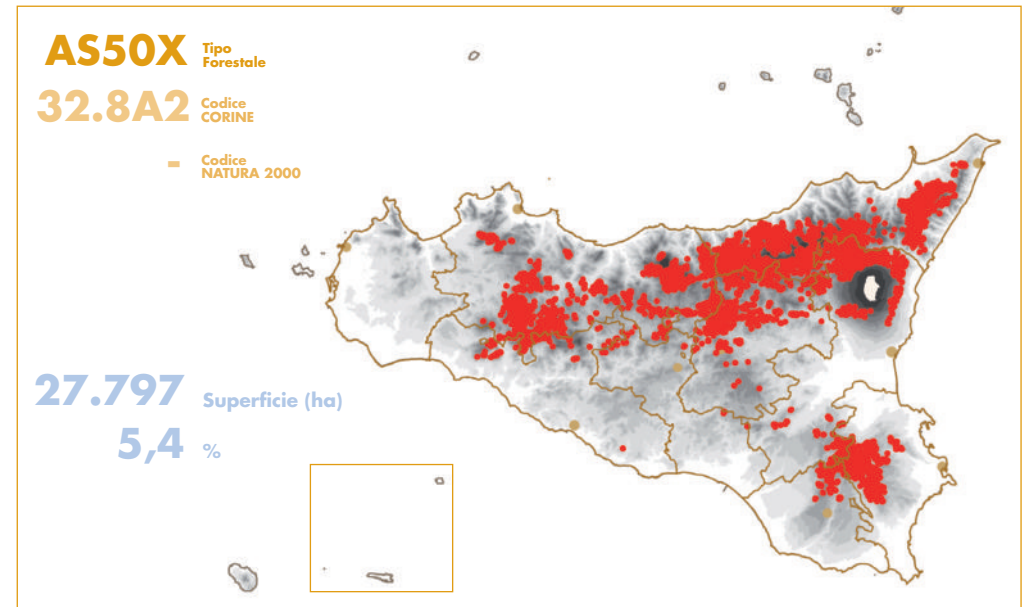 AS50X Tipo
Forestale
32.8A2 Codice
CORINE
- Codice
NATURA 2000
27.797 Superficie (ha)
5,4 %